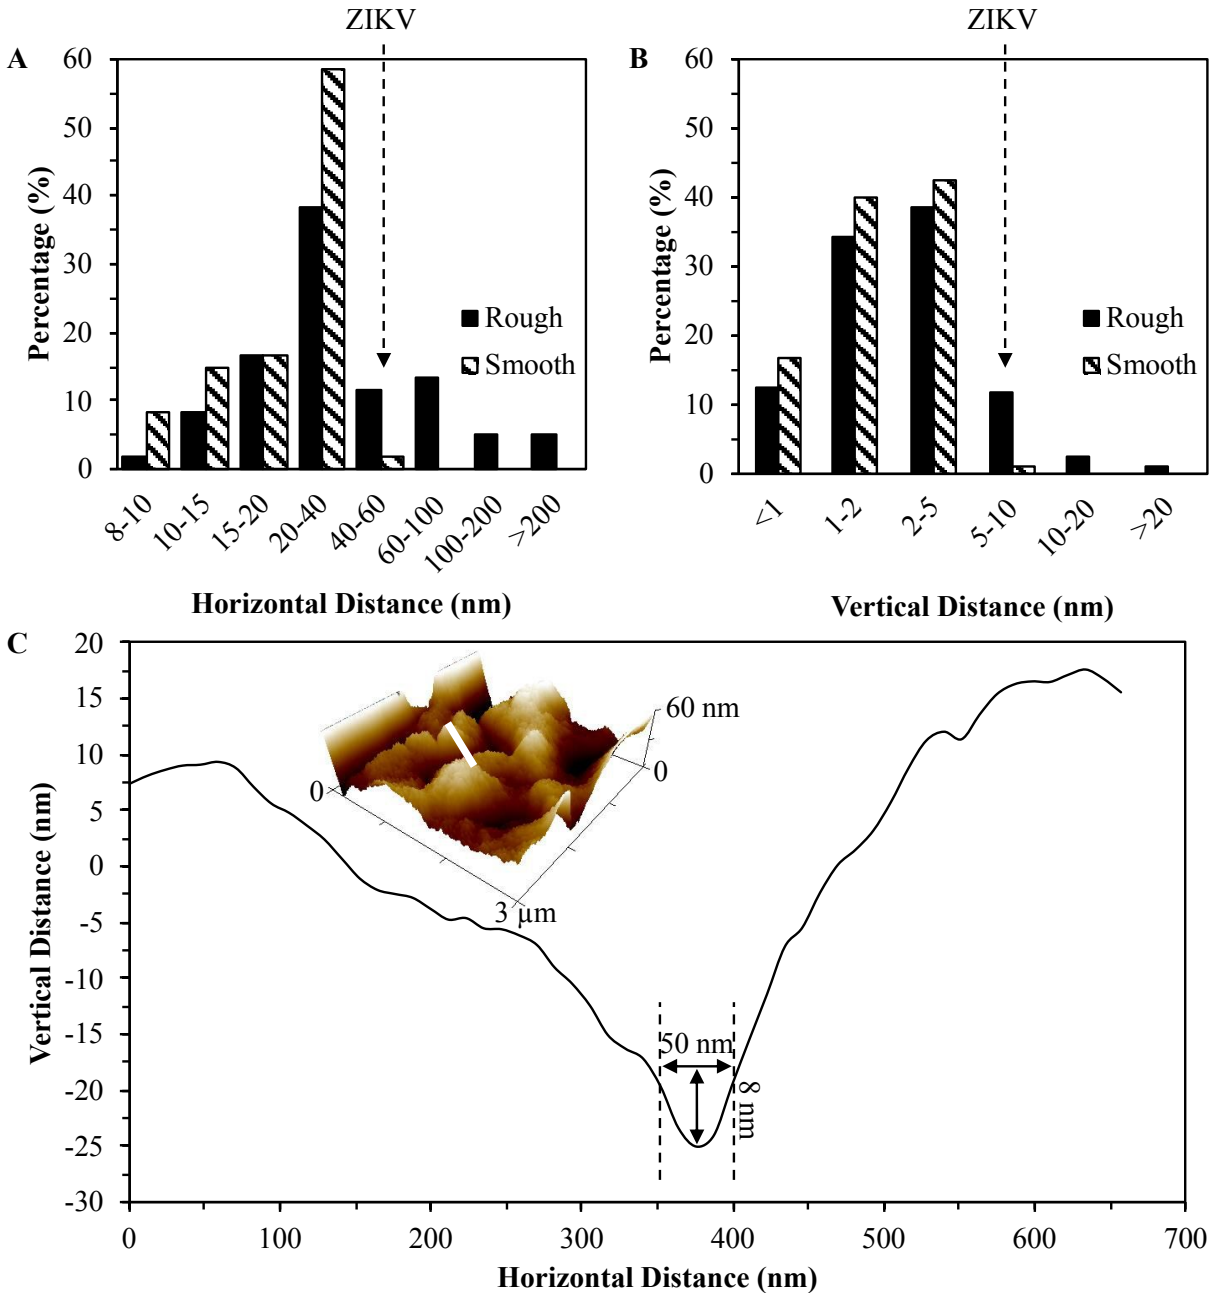 ZIKV
ZIKV
A
B
60
50
40
30
20
10
0
Percentage (%)
Rough
Smooth
8-10
10-15
15-20
20-40
40-60
60-100
100-200
>200
Horizontal Distance (nm)
60
50
40
30
20
10
0
Percentage (%)
Rough
Smooth
<1
1-2
2-5
5-10
10-20
>20
Vertical Distance (nm)
C
20
15
10
5
0
-5
-10
-15
-20
-25
-30
Vertical Distance (nm)
60 nm
0
0
3 µm
50 nm
8 nm
0
100
200
300
400
500
600
700
Horizontal Distance (nm)